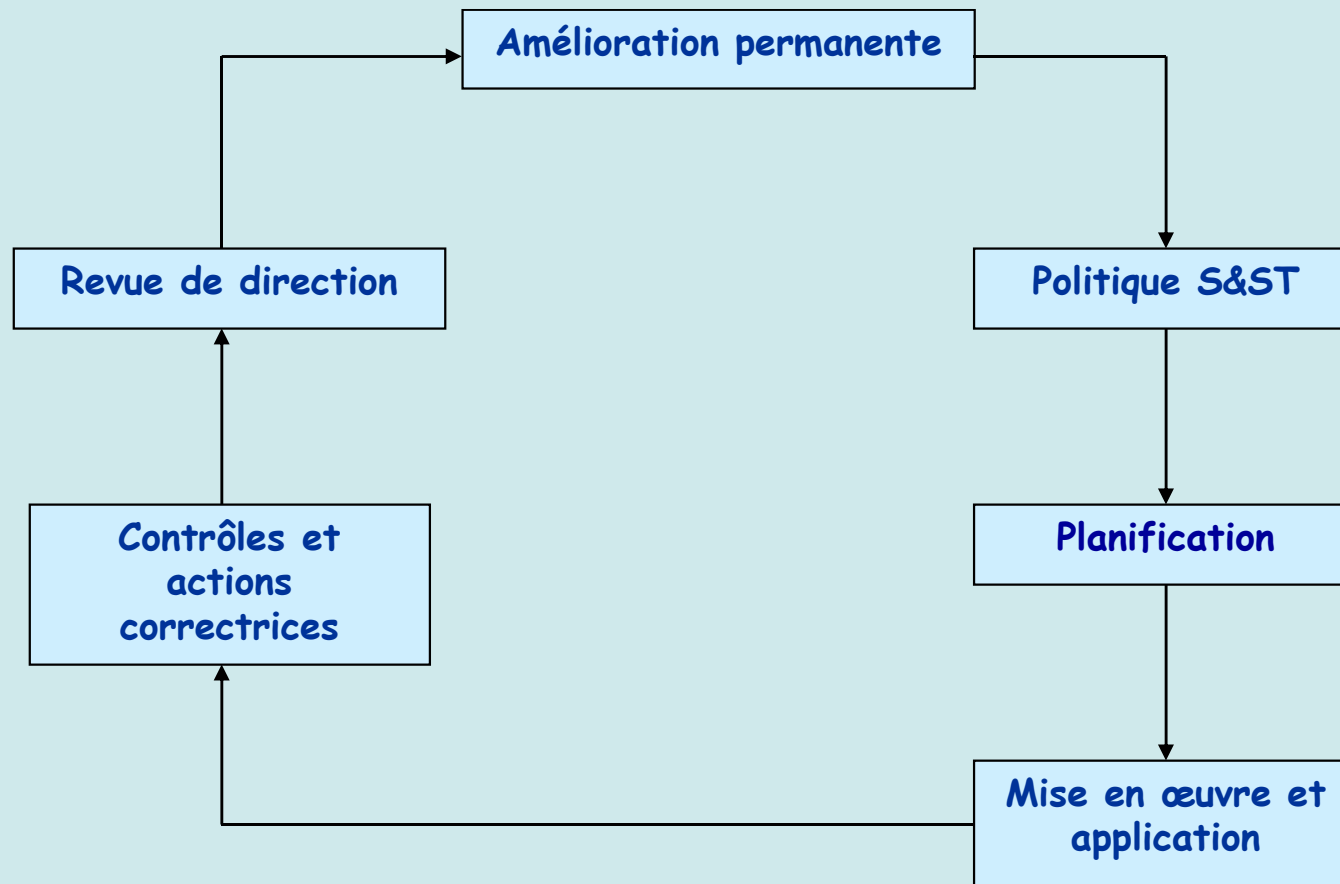 Amélioration permanente
Revue de direction
Politique S&ST
Contrôles et
actions
correctrices
Planification
Mise en œuvre et
application